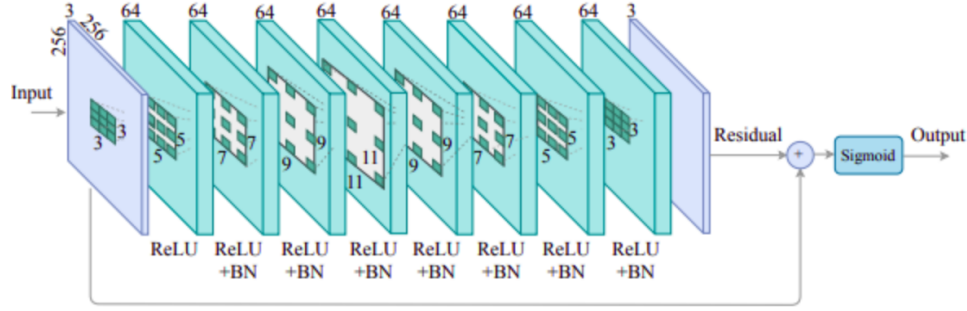 3 64 64 64 64 64 64 64 64 3
256 256
Input
3 3
5 5
7 7
9 9
11 11
9 9
7 7
5 5
3 3
Residual
+
Sigmoid
Output
ReLU ReLU ReLU ReLU ReLU ReLU ReLU ReLU
+BN +BN +BN +BN +BN +BN +BN